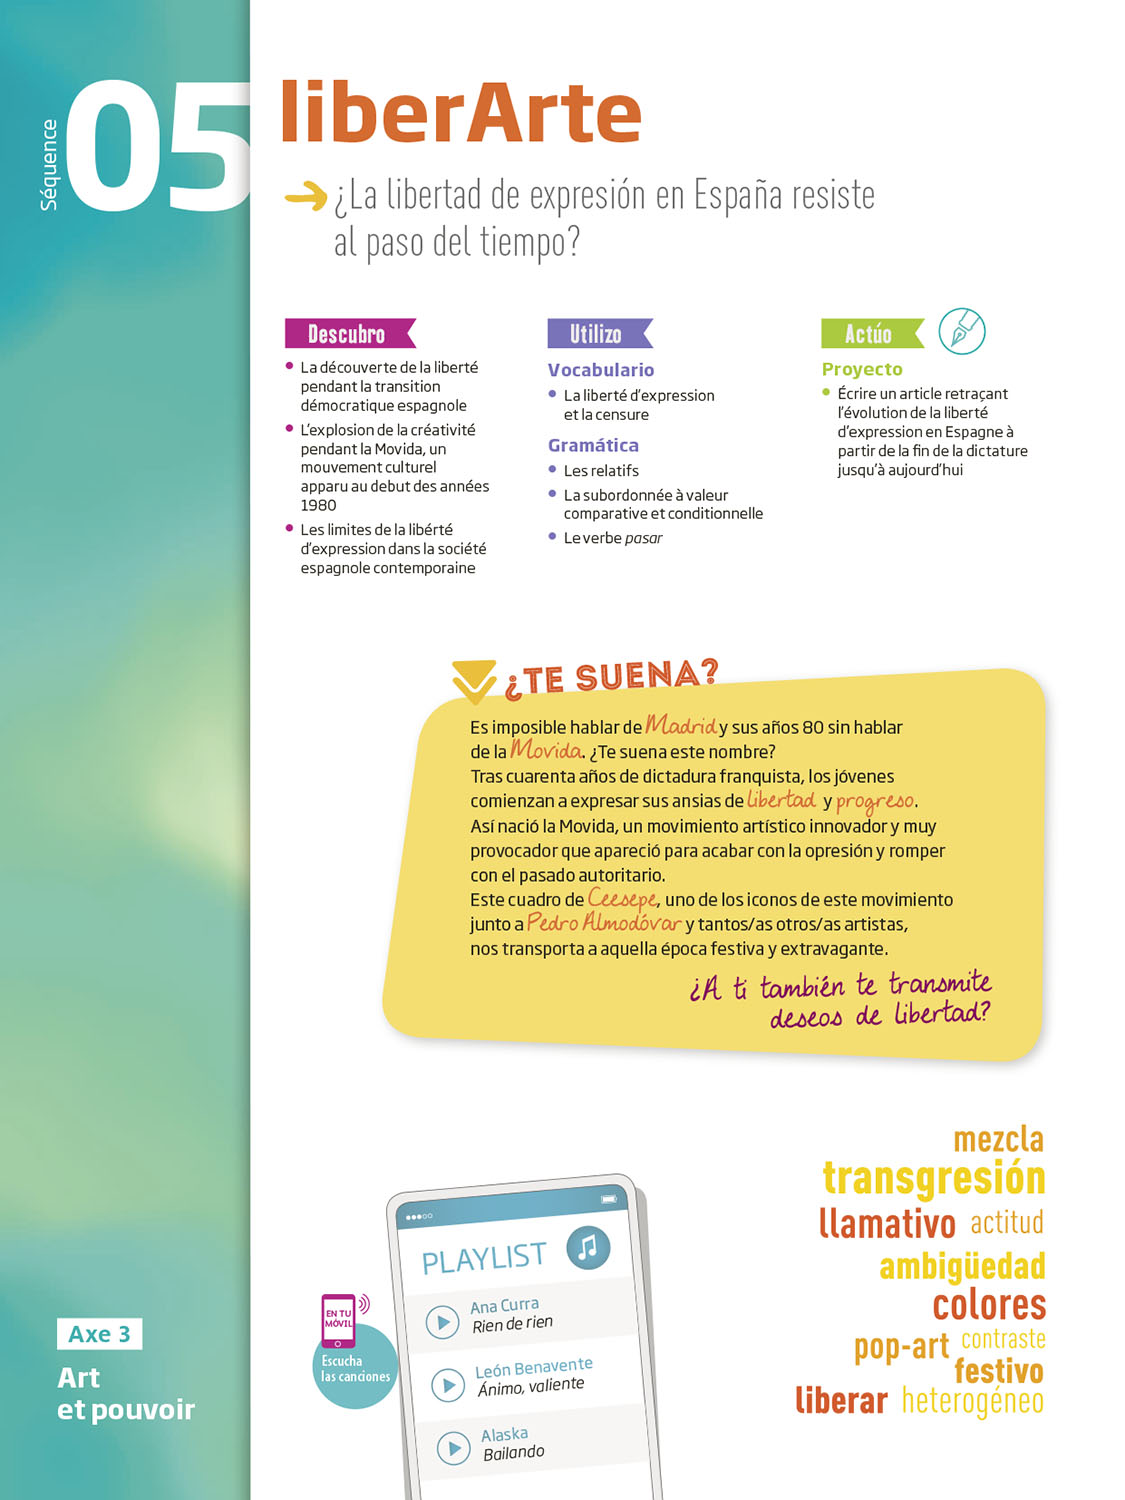 Séquence
05
liberArte
¿La libertad de expresión en España resiste
al paso del tiempo?
Descubro
• La découverte de la liberté
pendant la transition
démocratique espagnole
• L'explosion de la créativité
pendant la Movida, un
mouvement culturel
apparu au debut des années
1980
• Les limites de la libérté
d'expression dans la société
espagnole contemporaine
Utilizo
Vocabulario
• La liberté d'expression
et la censure
Gramática
• Les relatifs
• La subordonnée à valeur
comparative et conditionnelle
• Le verbe pasar
Actúo
Proyecto
• Écrire un article retraçant
l'évolution de la liberté
d'expression en Espagne à
partir de la fin de la dictature
jusqu'à aujourd'hui
¿TE SUENA?
Es imposible hablar de Madrid y sus años 80 sin hablar
de la Movida. ¿Te suena este nombre?
Tras cuarenta años de dictadura franquista, los jóvenes
comienzan a expresar sus ansias de libertad y progreso.
Así nació la Movida, un movimiento artístico innovador y muy
provocador que apareció para acabar con la opresión y romper
con el pasado autoritario.
Este cuadro de Ceesepe, uno de los iconos de este movimiento
junto a Pedro Almodóvar y tantos/as otros/as artistas,
nos transporta a aquella época festiva y extravagante.
¿A ti también te transmite
deseos de libertad?
mezcla
transgresión
llamativo actitud
ambigüedad
colores
pop-art contraste
festivo
liberar heterogéneo
PLAYLIST
Ana Curra
Rien de rien
León Benavente
Ánimo, valiente
Alaska
Bailando
EN TU
MÓVIL
Escucha
las canciones
Axe 3
Art
et pouvoir